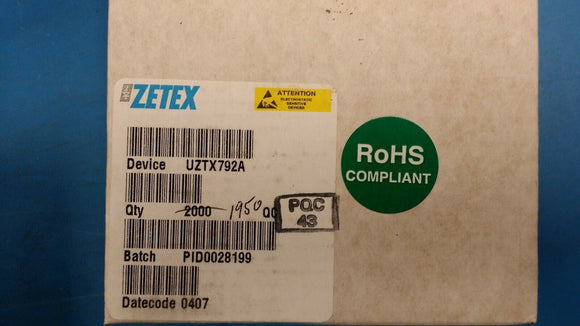 ZETEX
ATTENTION
ELECTROSTATIC
SENSITIVE
DEVICES
Device UZTX792A
Qty 2000 1950 QC
PQC
43
Batch PID0028199
Datecode 0407
RoHS
COMPLIANT